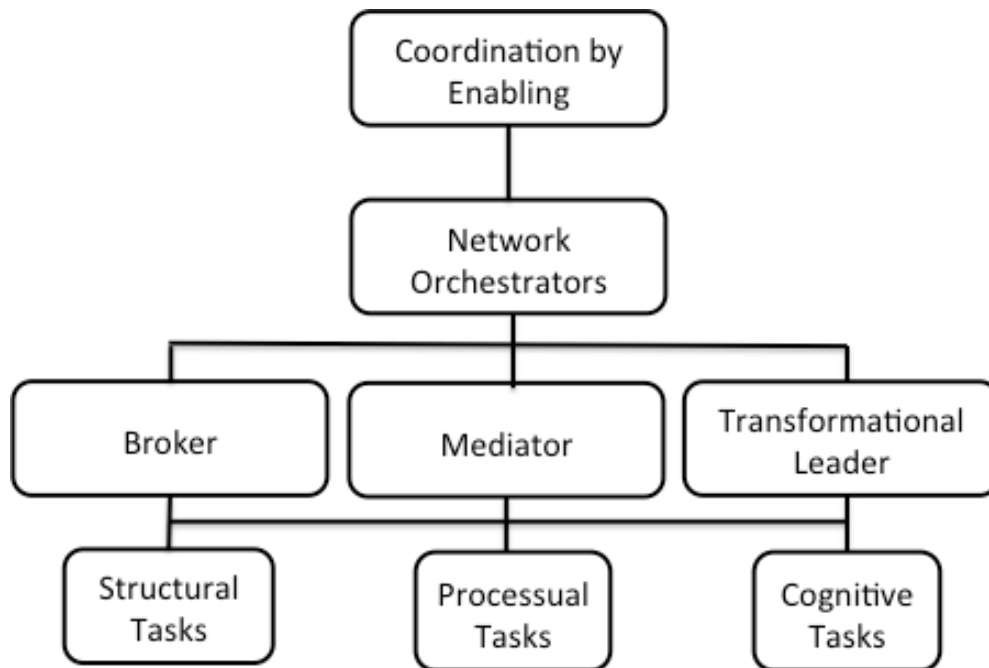 Coordination by
Enabling
Network
Orchestrators
Broker
Mediator
Transformational
Leader
Structural
Tasks
Processual
Tasks
Cognitive
Tasks